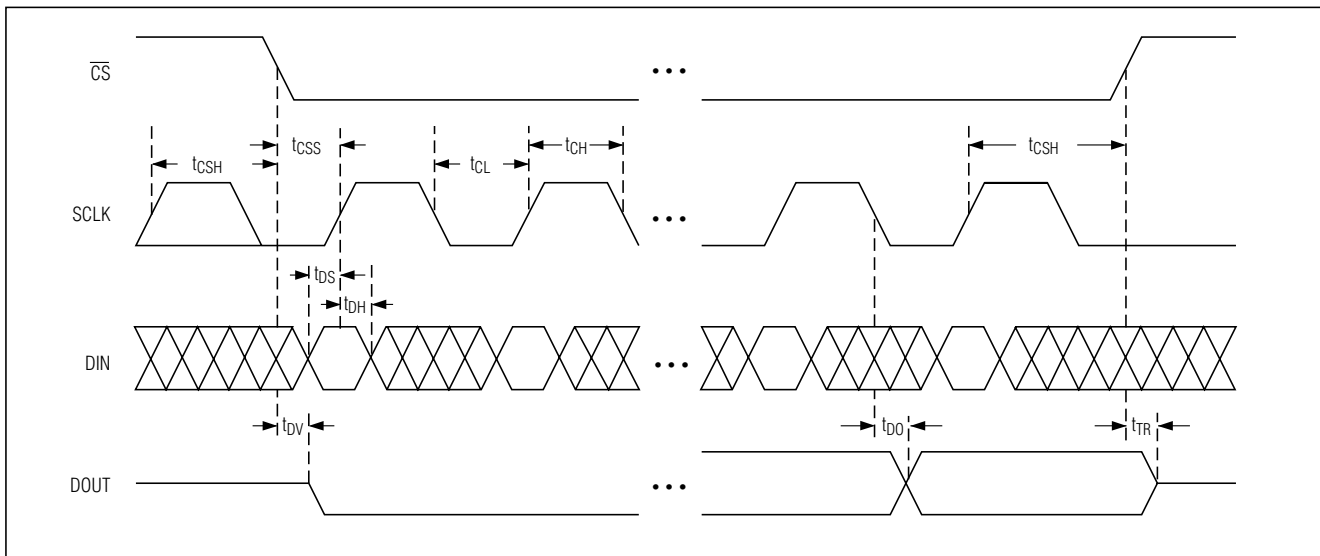 CS
tCSH
tCSS
tCL
tCH
tCSH
SCLK
tDS
tDH
DIN
tDV
tDO
tTR
DOUT